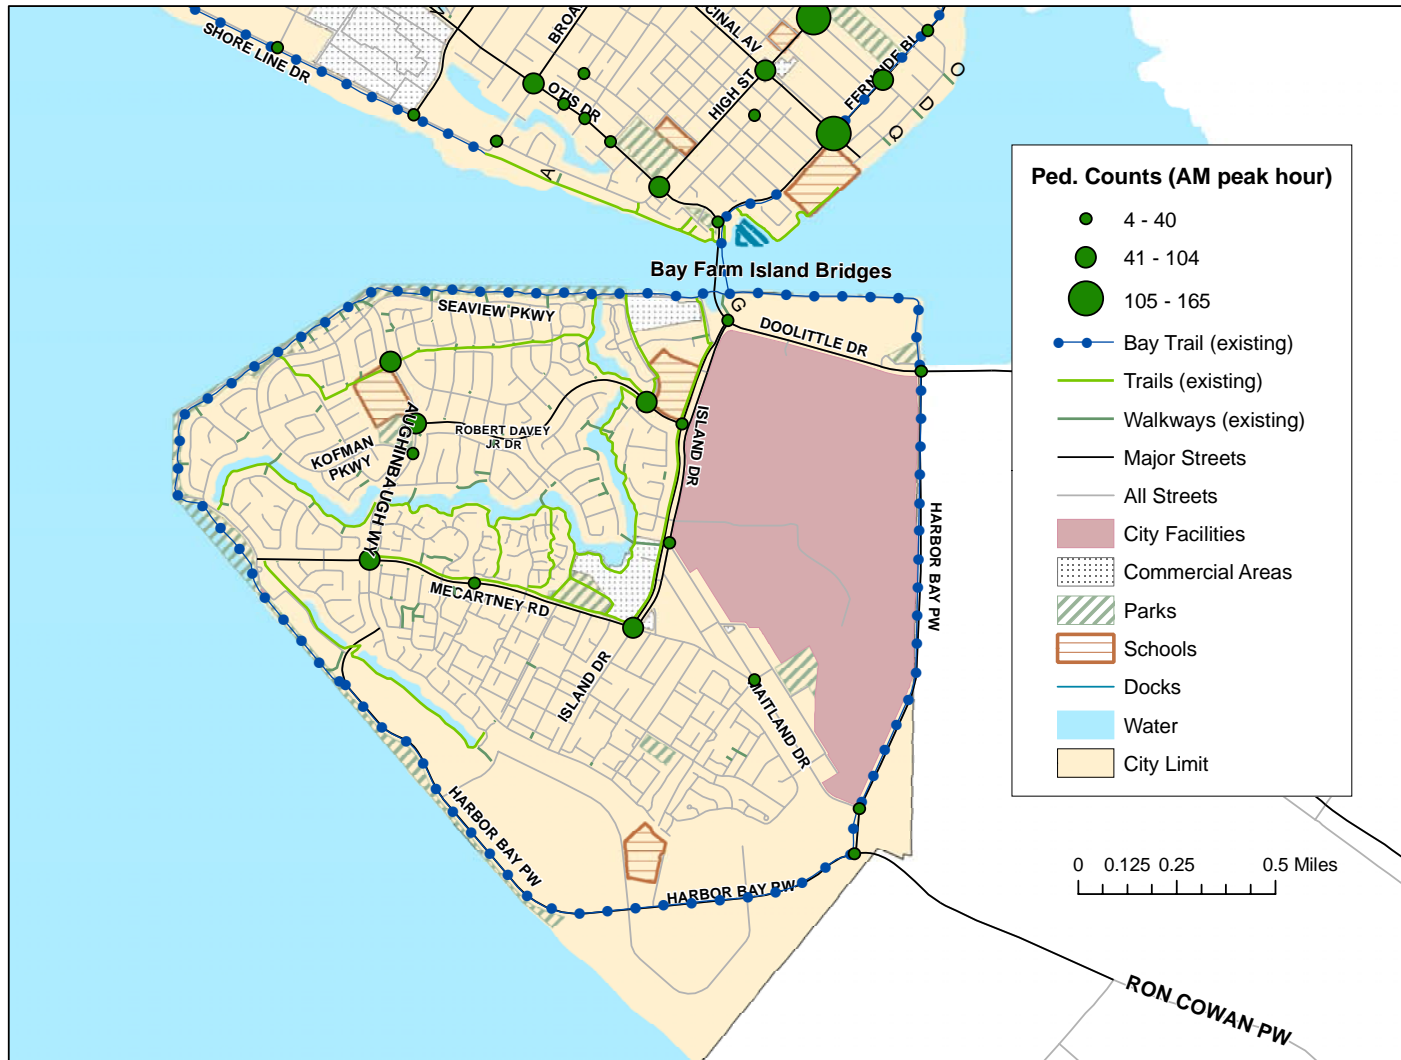 SHORE LINE DR
BROA
CINAL AV
OTIS DR
HIGH ST
FERNSIDE BL
O
D
Q
A
Bay Farm Island Bridges
G
SEAVIEW PKWY
DOOLITTLE DR
ISLAND DR
ROBERT DAVEY
JR DR
KOFMAN
PKWY
AUGHINBAUGH WY
MECARTNEY RD
ISLAND DR
MAITLAND DR
HARBOR BAY PW
HARBOR BAY PW
HARBOR BAY PW
RON COWAN PW
Ped. Counts (AM peak hour)
4 - 40
41 - 104
105 - 165
Bay Trail (existing)
Trails (existing)
Walkways (existing)
Major Streets
All Streets
City Facilities
Commercial Areas
Parks
Schools
Docks
Water
City Limit
0 0.125 0.25 0.5 Miles